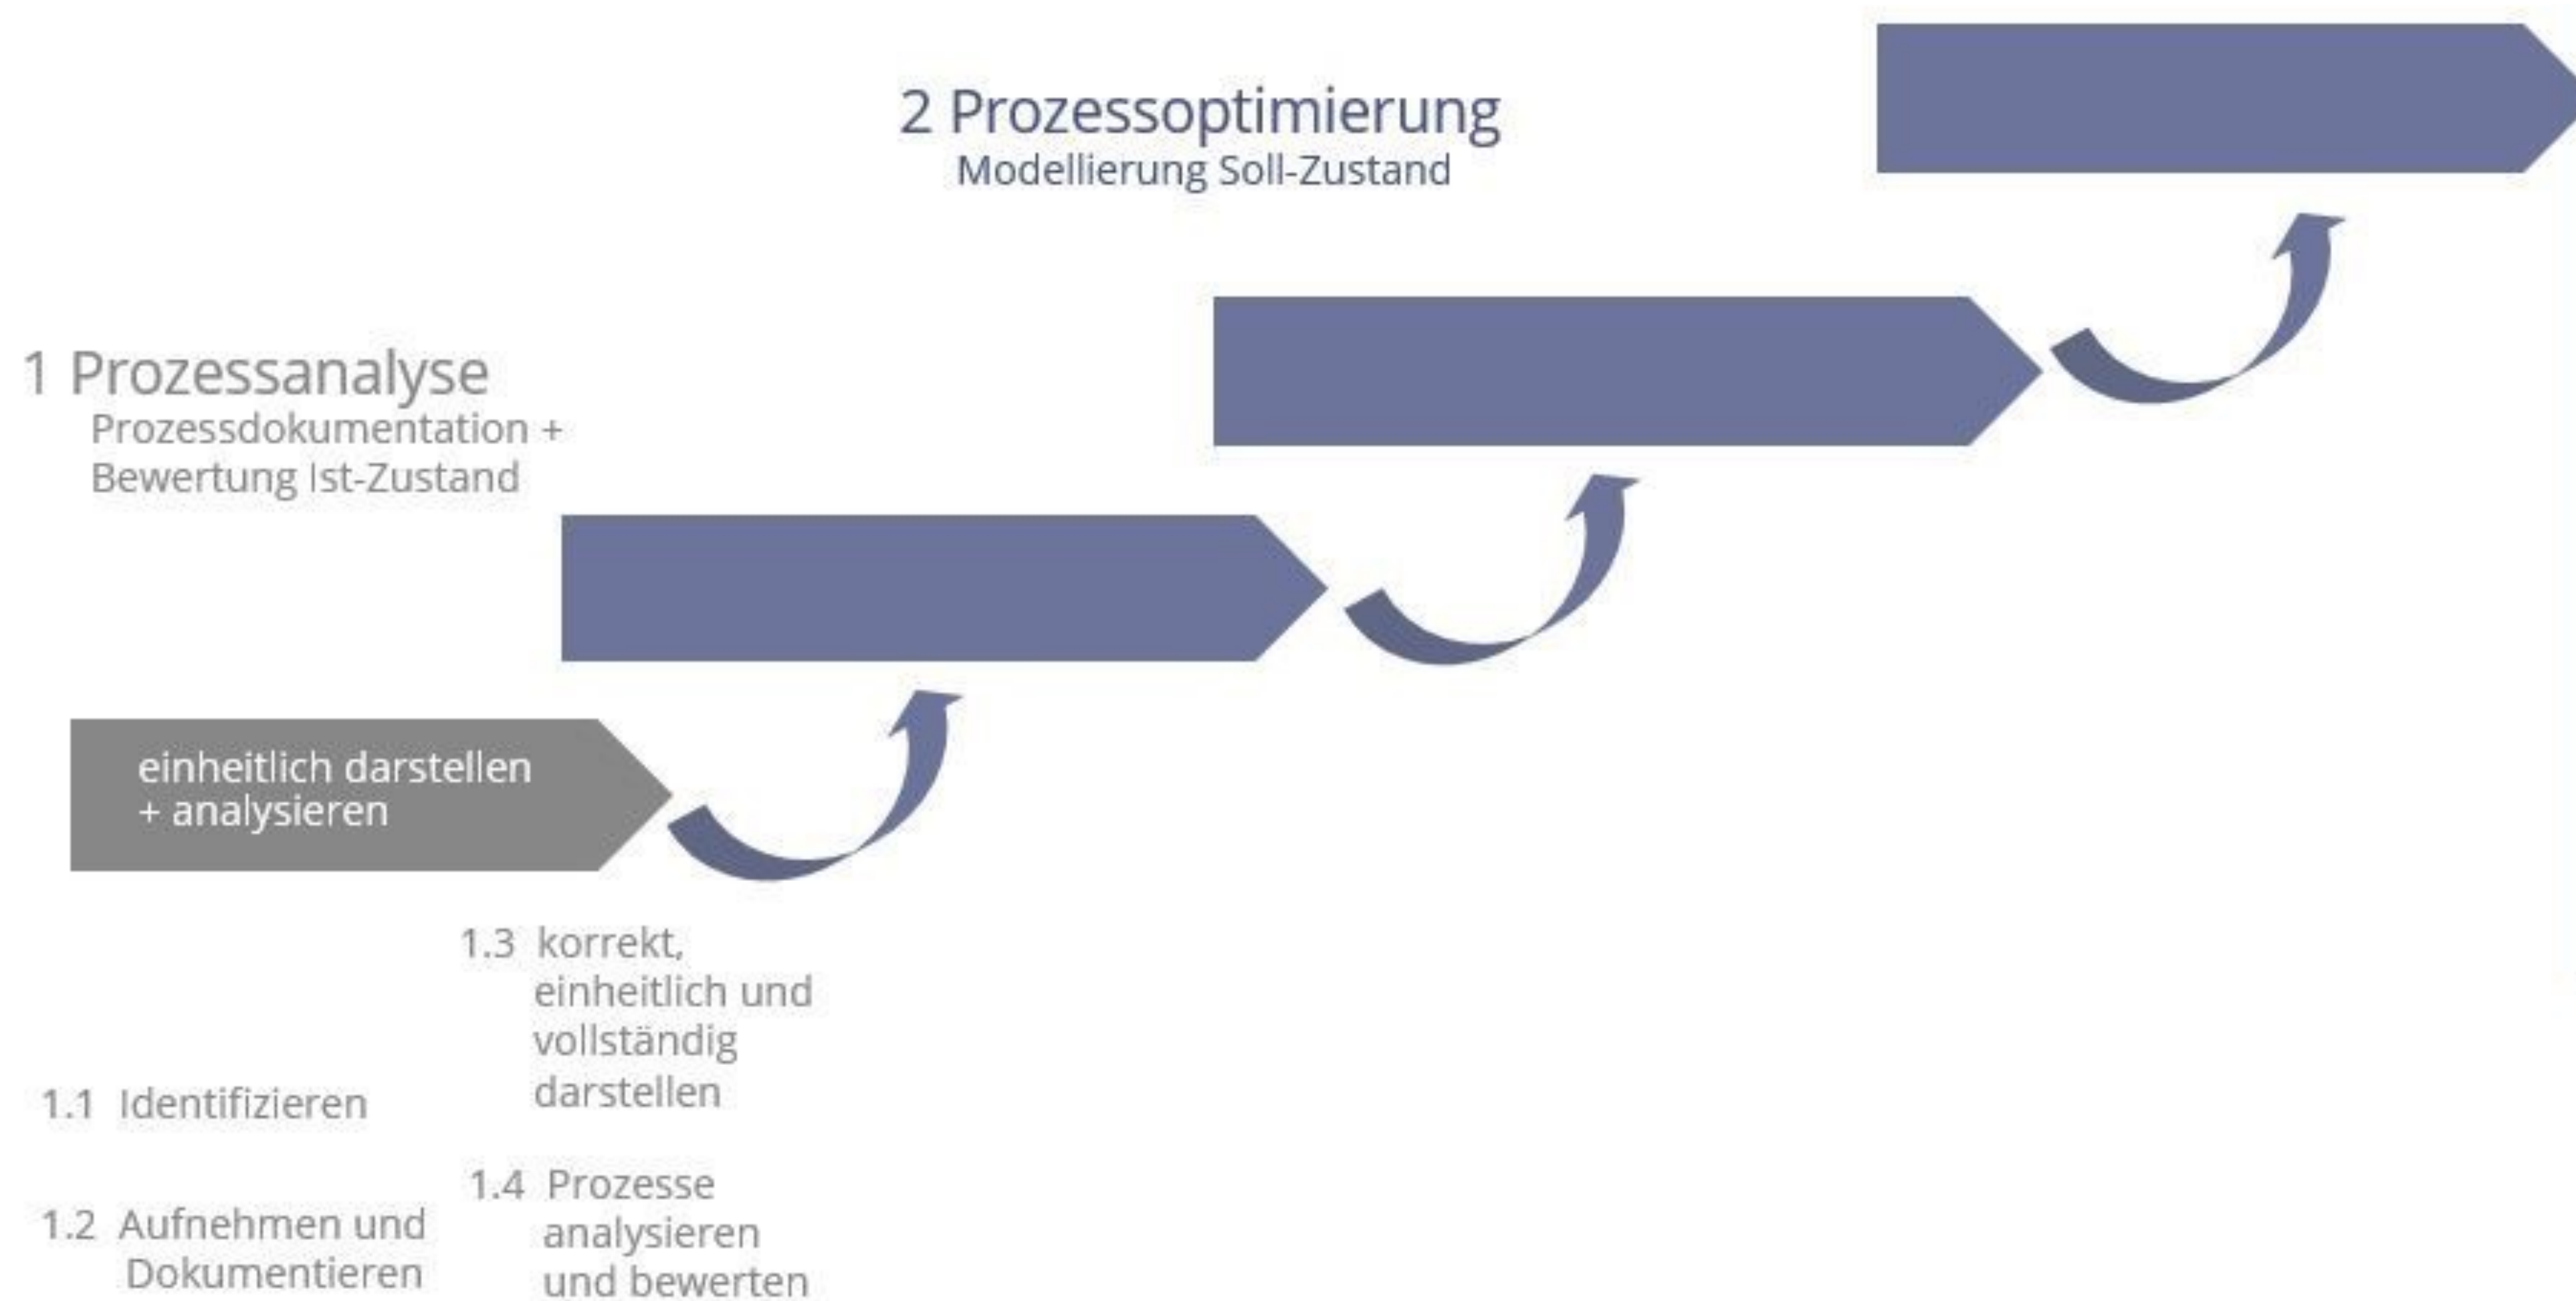 2 Prozessoptimierung
Modellierung Soll-Zustand
1 Prozessanalyse
Prozessdokumentation +
Bewertung Ist-Zustand
einheitlich darstellen
+ analysieren
1.1 Identifizieren
1.2 Aufnehmen und
Dokumentieren
1.3 korrekt,
einheitlich und
vollständig
darstellen
1.4 Prozesse
analysieren
und bewerten